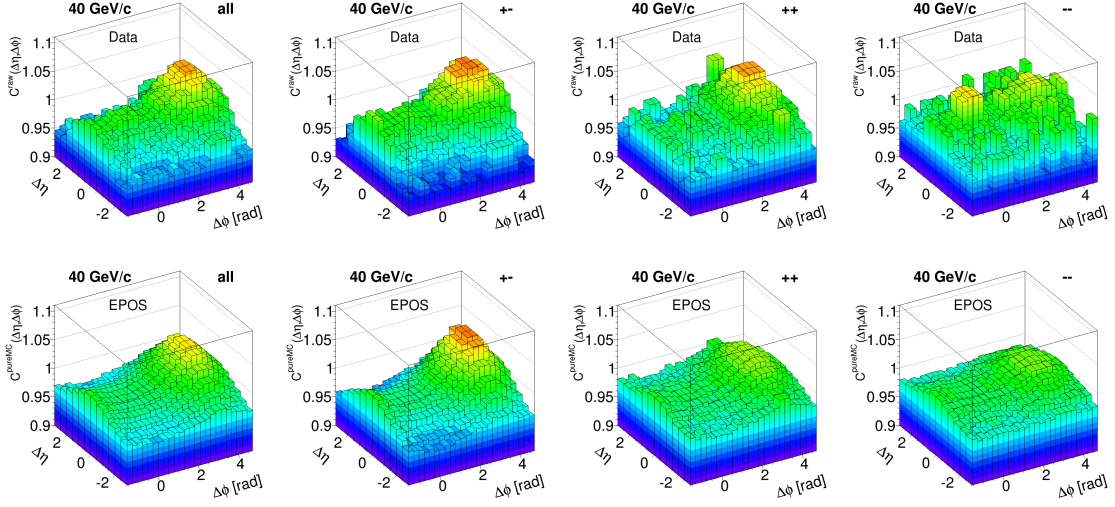 40 GeV/c all
Data
C^raw(Δη,Δϕ)
1.1
1.05
1
0.95
0.9
2
0
-2
Δη
0
2
4
Δϕ [rad]
40 GeV/c +-
Data
C^raw(Δη,Δϕ)
1.1
1.05
1
0.95
0.9
2
0
-2
Δη
0
2
4
Δϕ [rad]
40 GeV/c ++
Data
C^raw(Δη,Δϕ)
1.1
1.05
1
0.95
0.9
2
0
-2
Δη
0
2
4
Δϕ [rad]
40 GeV/c --
Data
C^raw(Δη,Δϕ)
1.1
1.05
1
0.95
0.9
2
0
-2
Δη
0
2
4
Δϕ [rad]
40 GeV/c all
EPOS
C^pureMC(Δη,Δϕ)
1.1
1.05
1
0.95
0.9
2
0
-2
Δη
0
2
4
Δϕ [rad]
40 GeV/c +-
EPOS
C^pureMC(Δη,Δϕ)
1.1
1.05
1
0.95
0.9
2
0
-2
Δη
0
2
4
Δϕ [rad]
40 GeV/c ++
EPOS
C^pureMC(Δη,Δϕ)
1.1
1.05
1
0.95
0.9
2
0
-2
Δη
0
2
4
Δϕ [rad]
40 GeV/c --
EPOS
C^pureMC(Δη,Δϕ)
1.1
1.05
1
0.95
0.9
2
0
-2
Δη
0
2
4
Δϕ [rad]